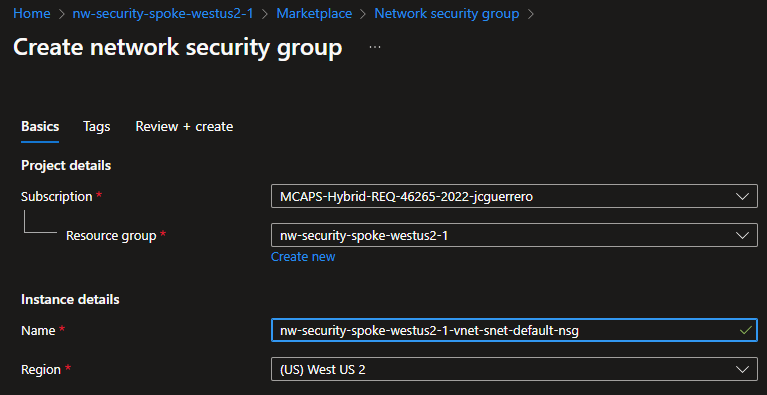 Home > nw-security-spoke-westus2-1 > Marketplace > Network security group >
Create network security group ...
Basics Tags Review + create
Project details
Subscription * MCAPS-Hybrid-REQ-46265-2022-jcguerrero
Resource group * nw-security-spoke-westus2-1
Create new
Instance details
Name * nw-security-spoke-westus2-1-vnet-snet-default-nsg
Region * (US) West US 2